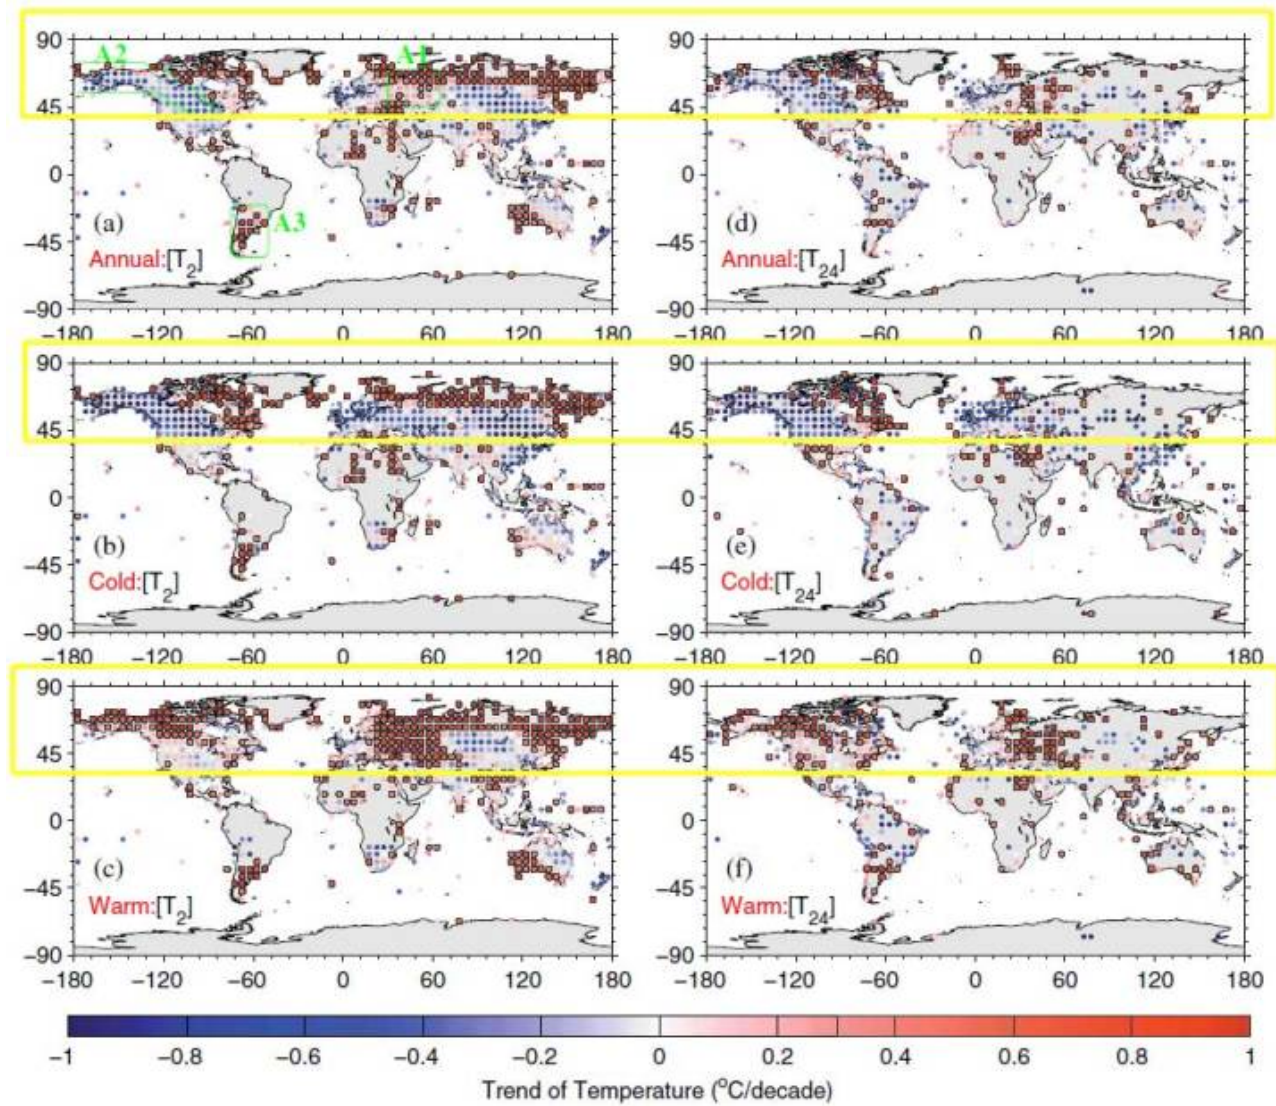 90
45
0
−45
−90
A2
A1
A3
(a)
Annual:[T2]
−180 −120 −60 0 60 120 180
90
45
0
−45
−90
(d)
Annual:[T24]
−180 −120 −60 0 60 120 180
90
45
0
−45
−90
(b)
Cold:[T2]
−180 −120 −60 0 60 120 180
90
45
0
−45
−90
(e)
Cold:[T24]
−180 −120 −60 0 60 120 180
90
45
0
−45
−90
(c)
Warm:[T2]
−180 −120 −60 0 60 120 180
90
45
0
−45
−90
(f)
Warm:[T24]
−180 −120 −60 0 60 120 180
−1 −0.8 −0.6 −0.4 −0.2 0 0.2 0.4 0.6 0.8 1
Trend of Temperature (°C/decade)